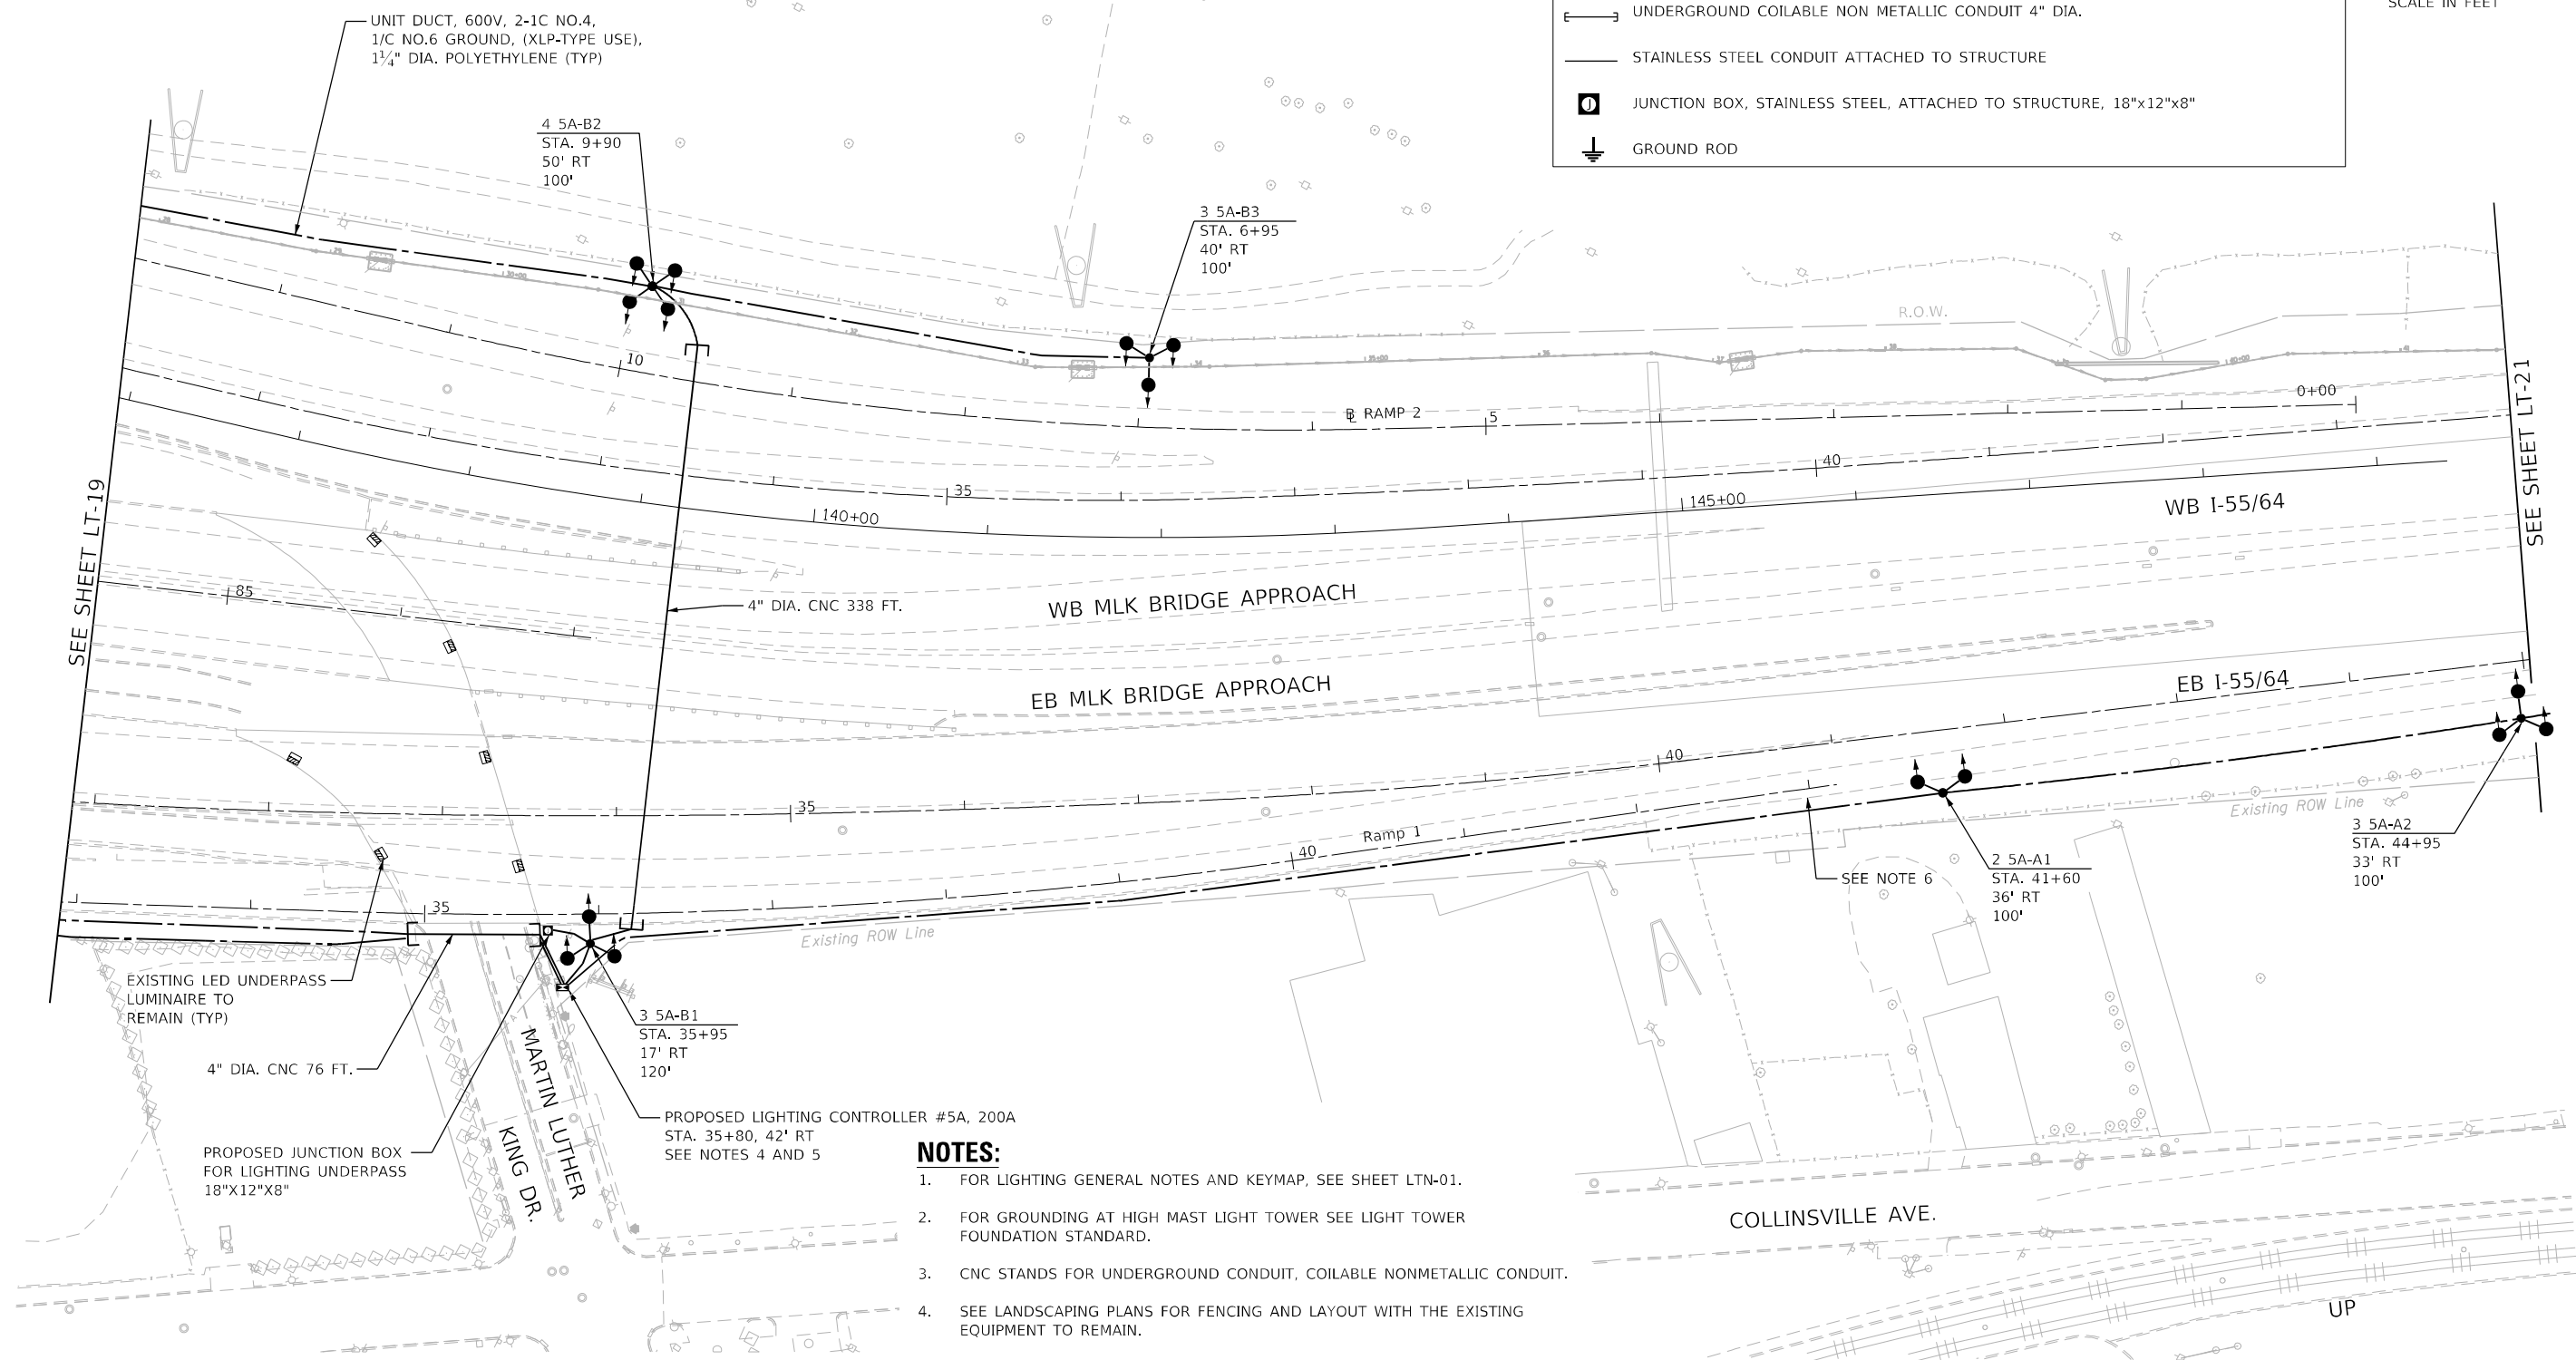 UNIT DUCT, 600V, 2-1C NO.4,
1/C NO.6 GROUND, (XLP-TYPE USE),
1 1/4" DIA. POLYETHYLENE (TYP)
UNDERGROUND COILABLE NON METALLIC CONDUIT 4" DIA.
STAINLESS STEEL CONDUIT ATTACHED TO STRUCTURE
J
JUNCTION BOX, STAINLESS STEEL, ATTACHED TO STRUCTURE, 18"x12"x8"
GROUND ROD
SCALE IN FEET
4 5A-B2
STA. 9+90
50' RT
100'
3 5A-B3
STA. 6+95
40' RT
100'
R.O.W.
10
RAMP 2
5
0+00
35
40
140+00
145+00
WB I-55/64
SEE SHEET LT-21
SEE SHEET LT-19
85
4" DIA. CNC 338 FT.
WB MLK BRIDGE APPROACH
EB MLK BRIDGE APPROACH
EB I-55/64
35
40
35
40
Ramp 1
Existing ROW Line
Existing ROW Line
SEE NOTE 6
2 5A-A1
STA. 41+60
36' RT
100'
3 5A-A2
STA. 44+95
33' RT
100'
EXISTING LED UNDERPASS
LUMINAIRE TO
REMAIN (TYP)
4" DIA. CNC 76 FT.
PROPOSED JUNCTION BOX
FOR LIGHTING UNDERPASS
18"X12"X8"
3 5A-B1
STA. 35+95
17' RT
120'
PROPOSED LIGHTING CONTROLLER #5A, 200A
STA. 35+80, 42' RT
SEE NOTES 4 AND 5
MARTIN LUTHER
KING DR.
NOTES:
1. FOR LIGHTING GENERAL NOTES AND KEYMAP, SEE SHEET LTN-01.
2. FOR GROUNDING AT HIGH MAST LIGHT TOWER SEE LIGHT TOWER
FOUNDATION STANDARD.
3. CNC STANDS FOR UNDERGROUND CONDUIT, COILABLE NONMETALLIC CONDUIT.
4. SEE LANDSCAPING PLANS FOR FENCING AND LAYOUT WITH THE EXISTING
EQUIPMENT TO REMAIN.
COLLINSVILLE AVE.
UP